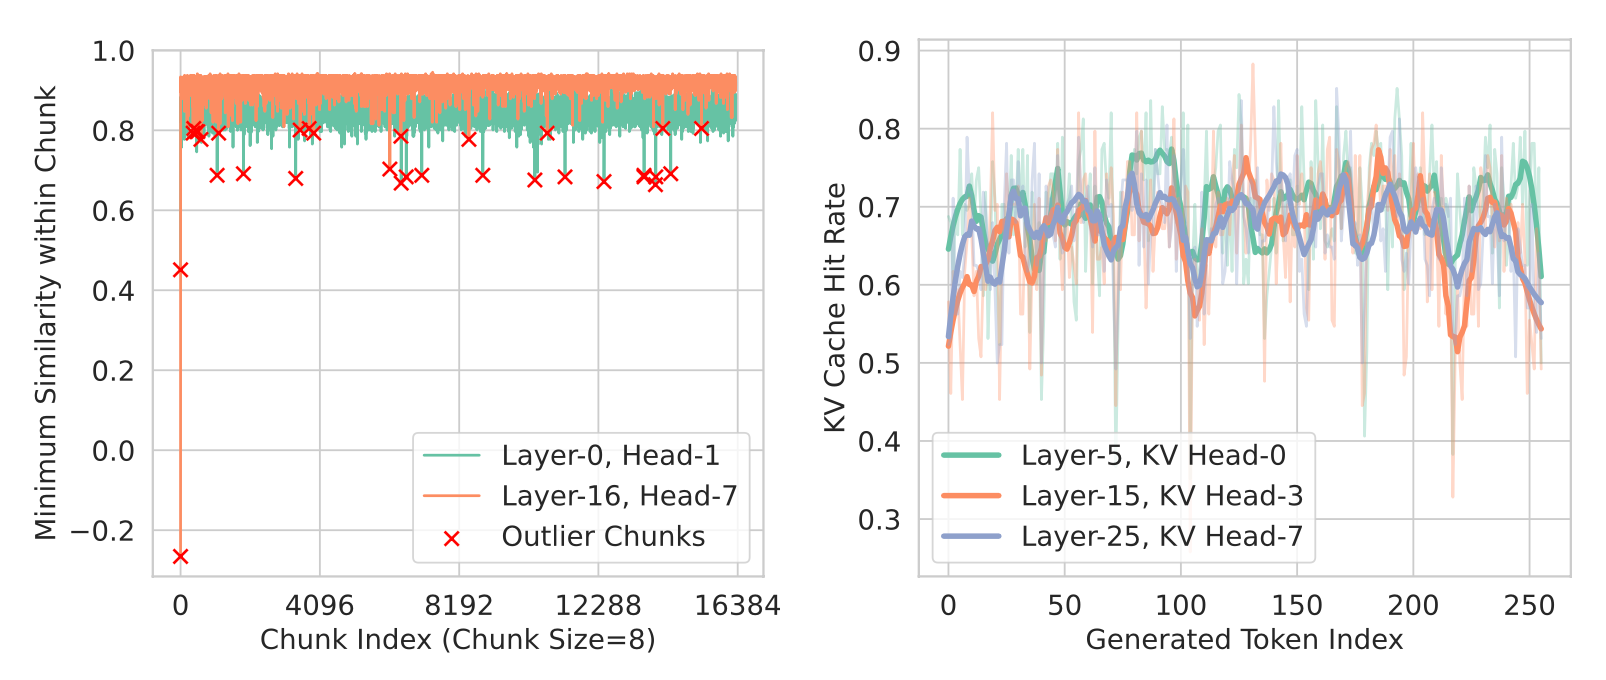 1.0
0.8
0.6
0.4
0.2
0.0
−0.2
Minimum Similarity within Chunk
Layer-0, Head-1
Layer-16, Head-7
Outlier Chunks
0 4096 8192 12288 16384
Chunk Index (Chunk Size=8)
0.9
0.8
0.7
0.6
0.5
0.4
0.3
KV Cache Hit Rate
Layer-5, KV Head-0
Layer-15, KV Head-3
Layer-25, KV Head-7
0 50 100 150 200 250
Generated Token Index